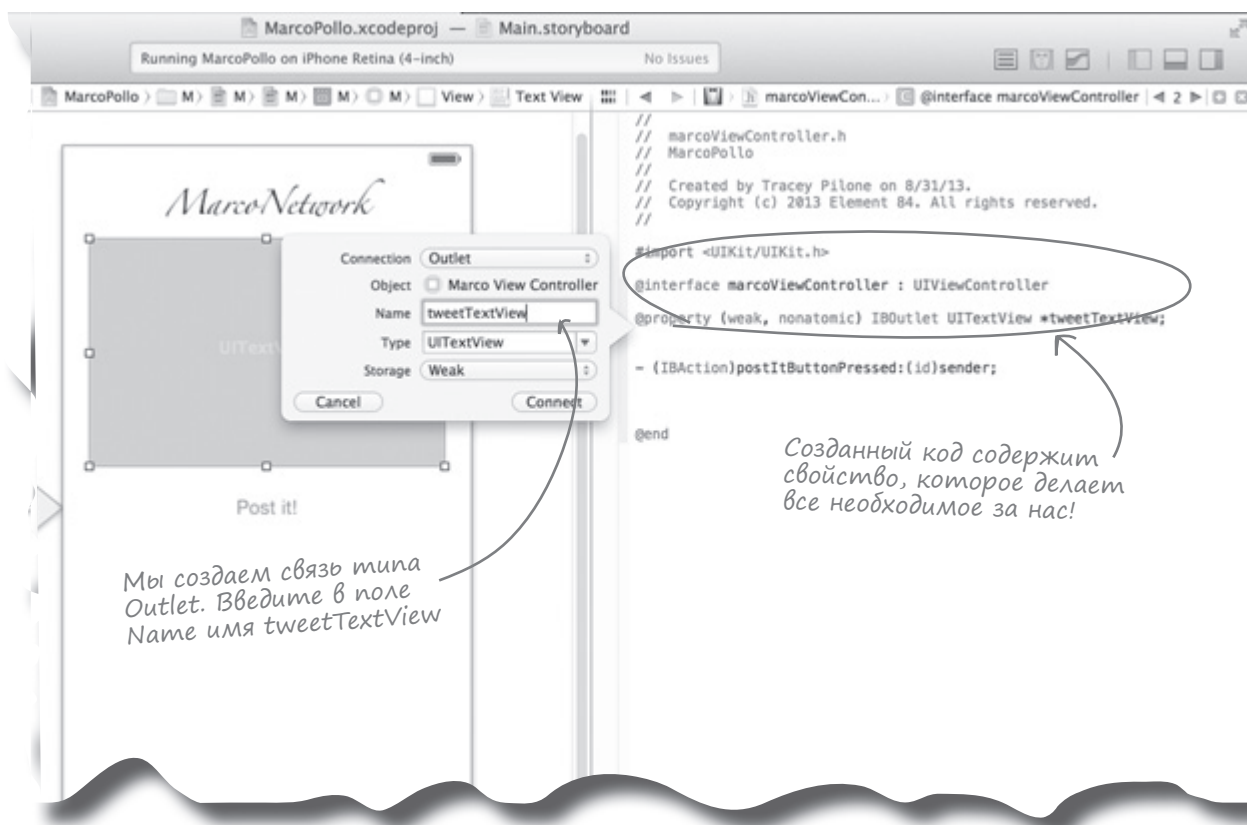 MarcoPollo.xcodeproj — Main.storyboard
Running MarcoPollo on iPhone Retina (4-inch) No Issues
MarcoPollo › M › M › M › M › M › View › Text View
marcoViewCon... › @interface marcoViewController 2
//
// marcoViewController.h
// MarcoPollo
//
// Created by Tracey Pilone on 8/31/13.
// Copyright (c) 2013 Element 84. All rights reserved.
//
#import <UIKit/UIKit.h>
@interface marcoViewController : UIViewController
@property (weak, nonatomic) IBOutlet UITextView *tweetTextView;
- (IBAction)postItButtonPressed:(id)sender;
@end
MarcoNetwork
UITextV
Connection Outlet
Object Marco View Controller
Name tweetTextView
Type UITextView
Storage Weak
Cancel Connect
Post it!
Созданный код содержит
свойство, которое делает
все необходимое за нас!
Мы создаем связь типа
Outlet. Введите в поле
Name имя tweetTextView